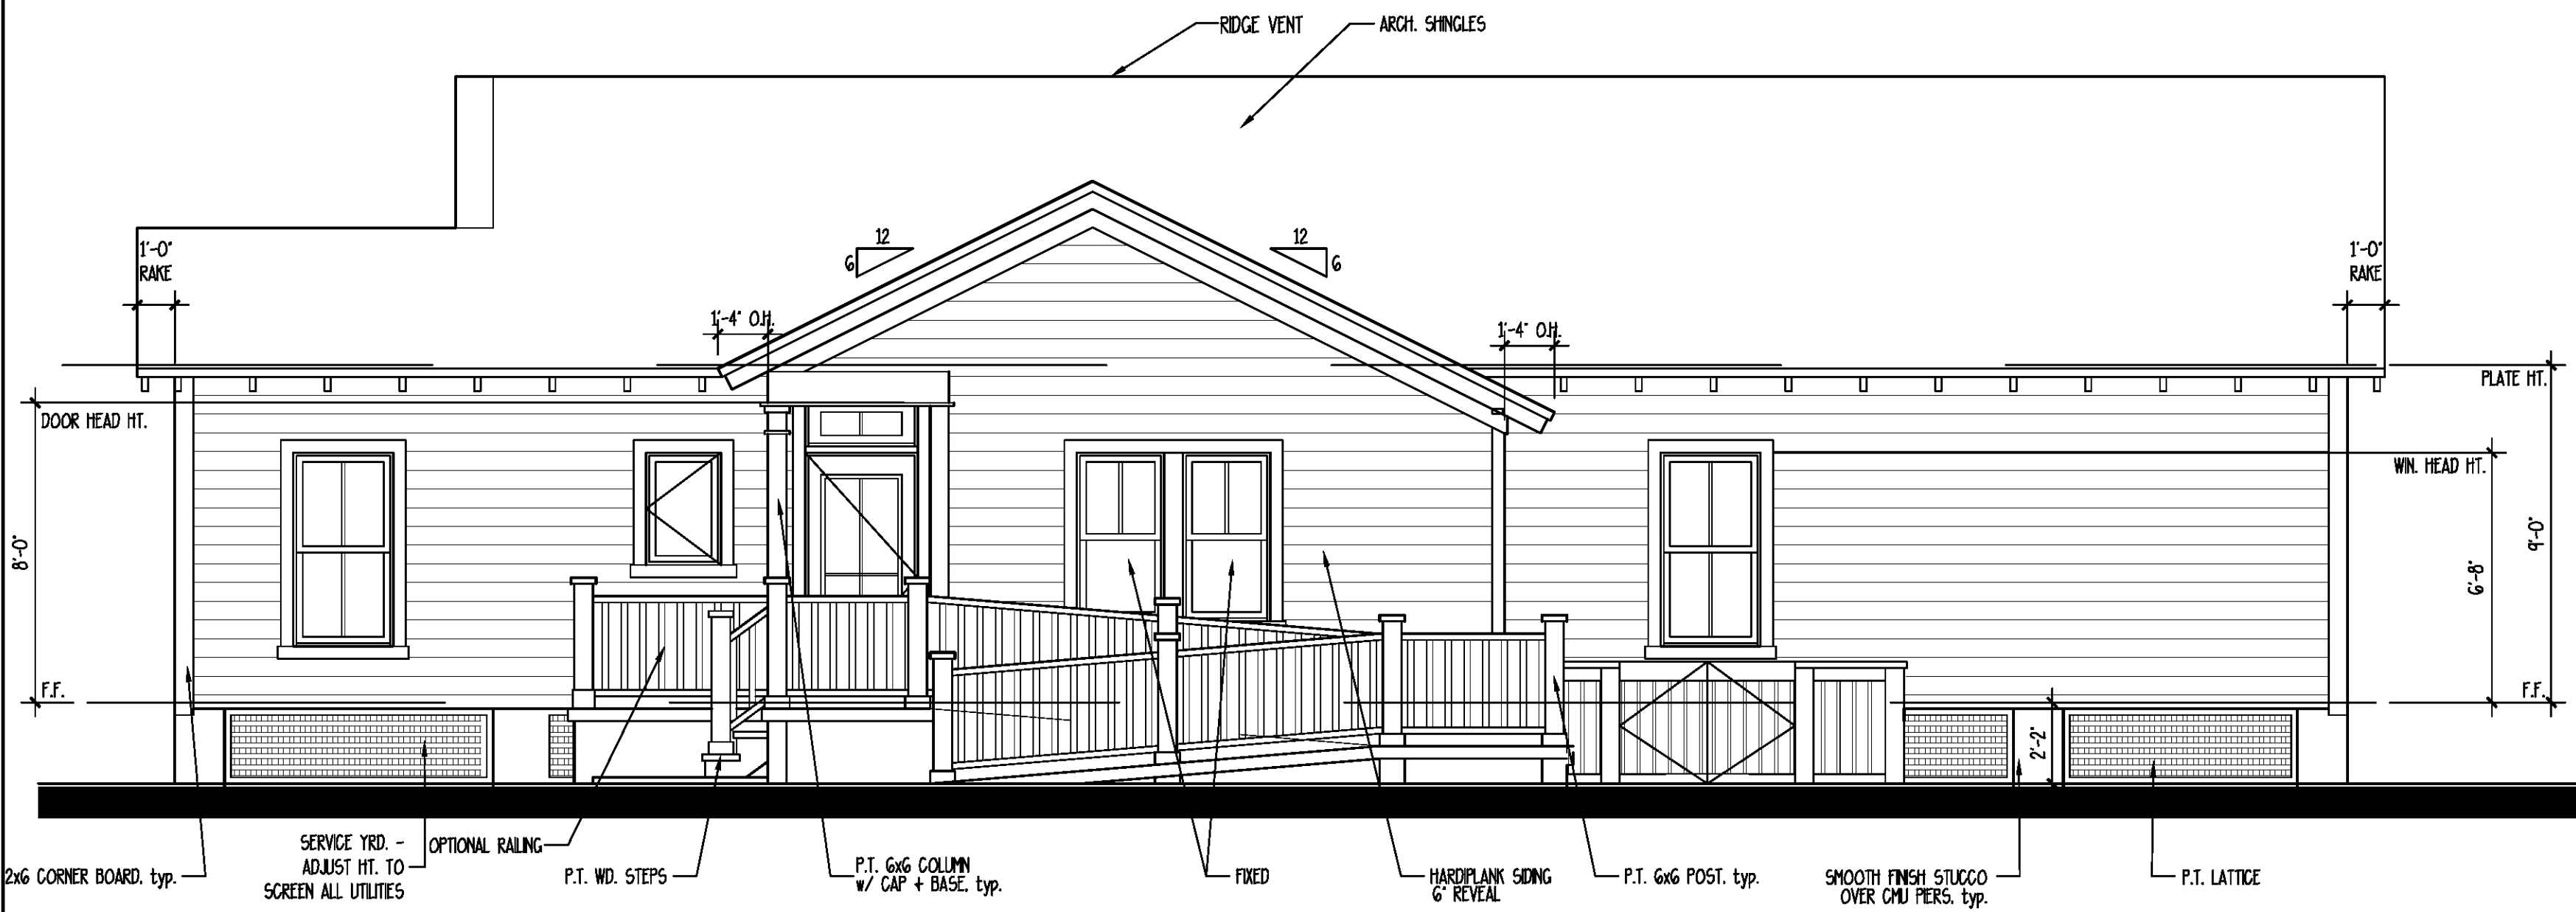 RIDGE VENT
ARCH. SHINGLES
12
6
12
6
1'-0"
RAKE
1'-0"
RAKE
1'-4" O.H.
1'-4" O.H.
PLATE HT.
DOOR HEAD HT.
WIN. HEAD HT.
8'-0"
9'-0"
6'-8"
F.F.
F.F.
2'-2"
2x6 CORNER BOARD, typ.
SERVICE YRD. -
ADJUST HT. TO
SCREEN ALL UTILITIES
OPTIONAL RAILING
P.T. WD. STEPS
P.T. 6x6 COLUMN
w/ CAP + BASE, typ.
FIXED
HARDIPLANK SIDING
6" REVEAL
P.T. 6x6 POST, typ.
SMOOTH FINISH STUCCO
OVER CMU PIERS, typ.
P.T. LATTICE